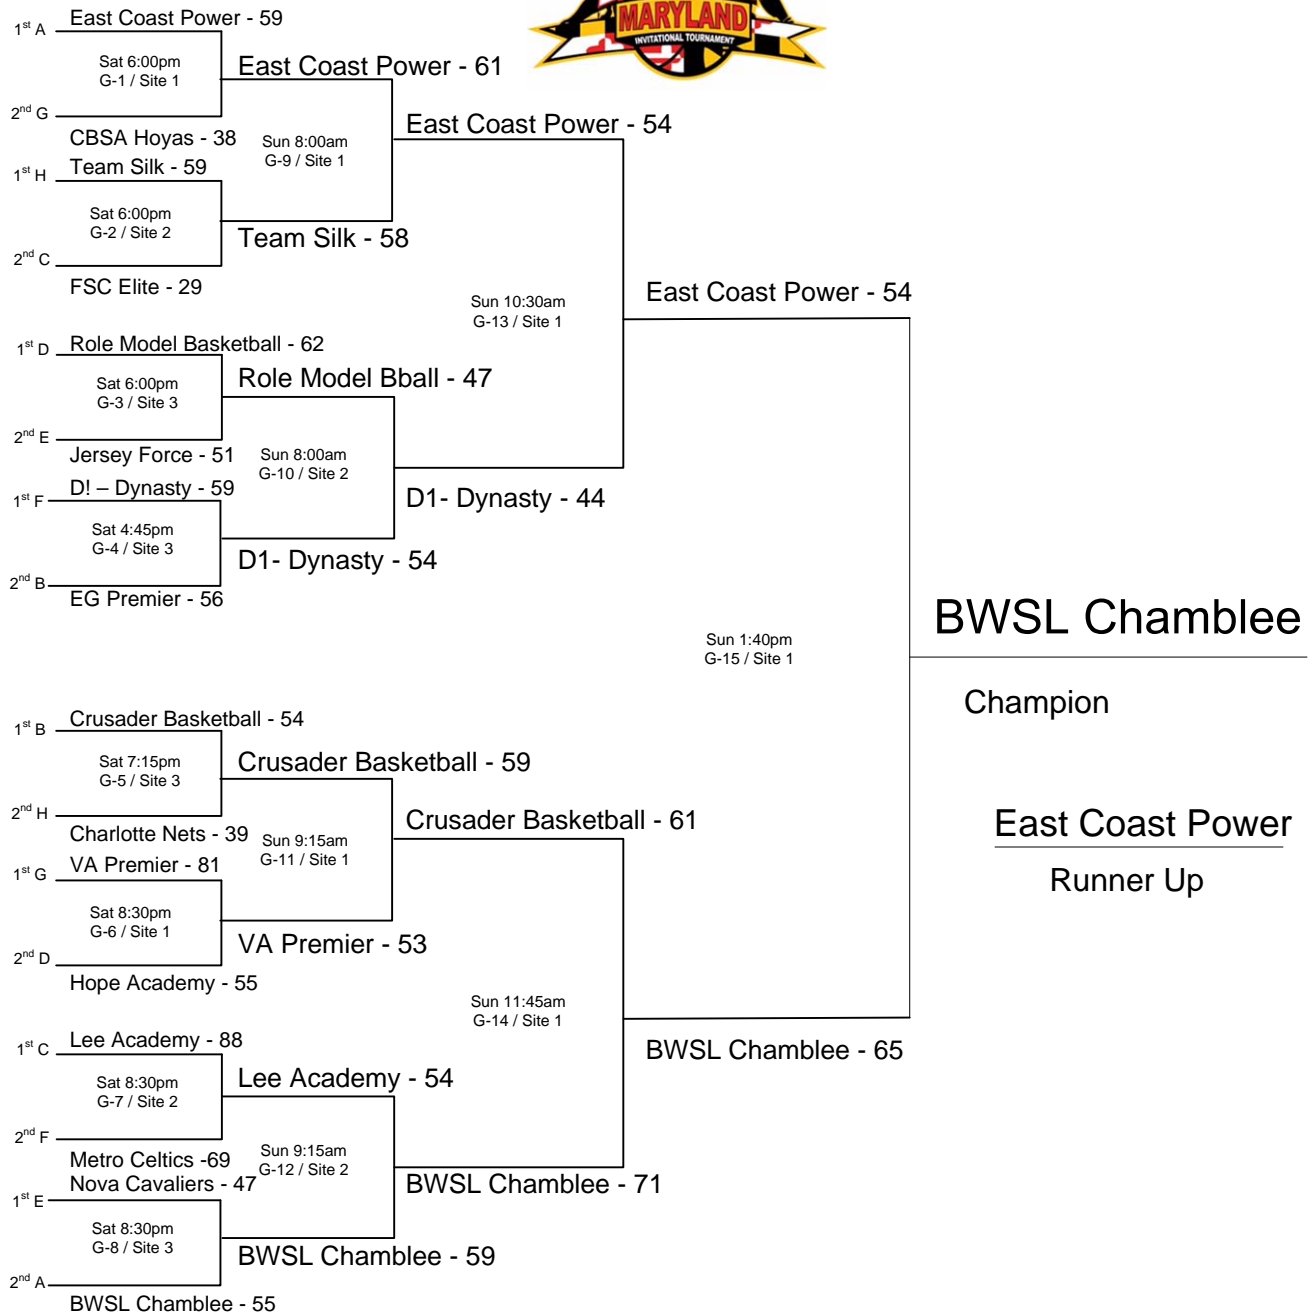 MARYLAND
INVITATIONAL TOURNAMENT
1st A
East Coast Power - 59
Sat 6:00pm
G-1 / Site 1
2nd G
CBSA Hoyas - 38
East Coast Power - 61
Sun 8:00am
G-9 / Site 1
1st H
Team Silk - 59
Sat 6:00pm
G-2 / Site 2
2nd C
FSC Elite - 29
Team Silk - 58
East Coast Power - 54
Sun 10:30am
G-13 / Site 1
1st D
Role Model Basketball - 62
Sat 6:00pm
G-3 / Site 3
2nd E
Jersey Force - 51
Role Model Bball - 47
Sun 8:00am
G-10 / Site 2
1st F
D! – Dynasty - 59
Sat 4:45pm
G-4 / Site 3
2nd B
EG Premier - 56
D1- Dynasty - 54
D1- Dynasty - 44
East Coast Power - 54
Sun 1:40pm
G-15 / Site 1
BWSL Chamblee
Champion
East Coast Power
Runner Up
1st B
Crusader Basketball - 54
Sat 7:15pm
G-5 / Site 3
2nd H
Charlotte Nets - 39
Crusader Basketball - 59
Sun 9:15am
G-11 / Site 1
1st G
VA Premier - 81
Sat 8:30pm
G-6 / Site 1
2nd D
Hope Academy - 55
VA Premier - 53
Crusader Basketball - 61
Sun 11:45am
G-14 / Site 1
1st C
Lee Academy - 88
Sat 8:30pm
G-7 / Site 2
2nd F
Metro Celtics -69
Lee Academy - 54
Sun 9:15am
G-12 / Site 2
1st E
Nova Cavaliers - 47
Sat 8:30pm
G-8 / Site 3
2nd A
BWSL Chamblee - 55
BWSL Chamblee - 59
BWSL Chamblee - 71
BWSL Chamblee - 65